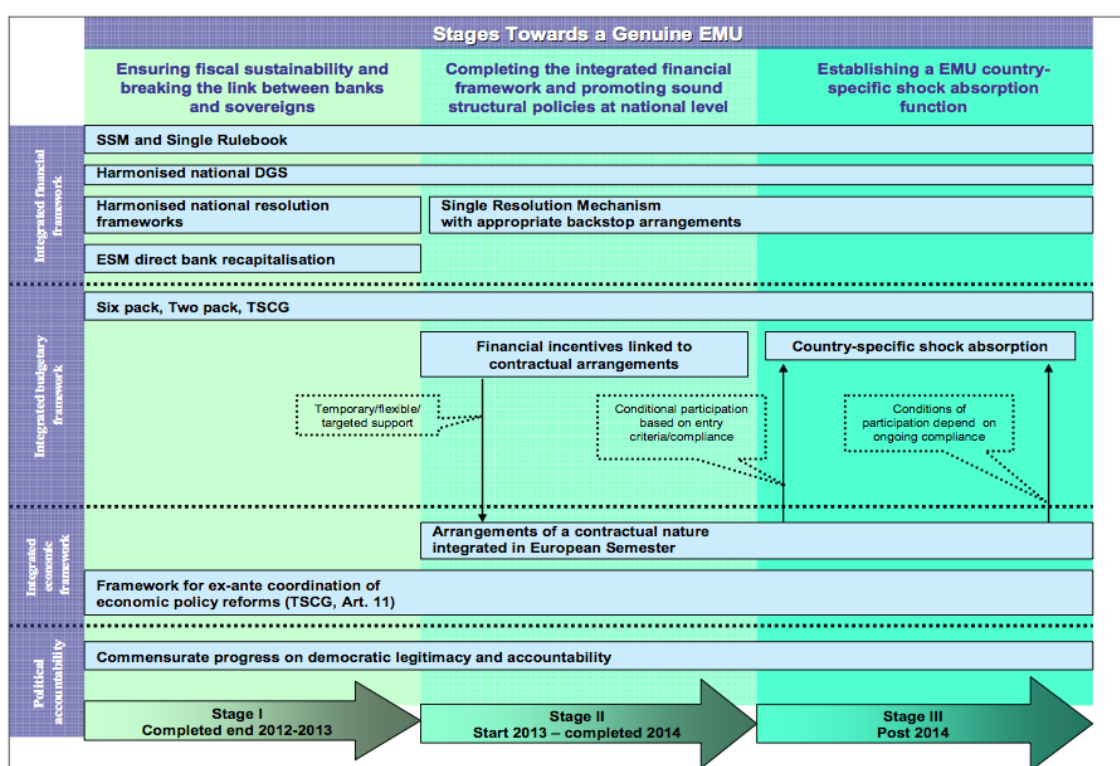 Stages Towards a Genuine EMU
Ensuring fiscal sustainability and
breaking the link between banks
and sovereigns
Completing the integrated financial
framework and promoting sound
structural policies at national level
Establishing a EMU country-
specific shock absorption
function
Integrated financial
framework
SSM and Single Rulebook
Harmonised national DGS
Harmonised national resolution
frameworks
Single Resolution Mechanism
with appropriate backstop arrangements
ESM direct bank recapitalisation
Integrated budgetary
framework
Six pack, Two pack, TSCG
Financial incentives linked to
contractual arrangements
Country-specific shock absorption
Temporary/flexible/
targeted support
Conditional participation
based on entry
criteria/compliance
Conditions of
participation depend on
ongoing compliance
Integrated
economic
framework
Arrangements of a contractual nature
integrated in European Semester
Framework for ex-ante coordination of
economic policy reforms (TSCG, Art. 11)
Political
accountability
Commensurate progress on democratic legitimacy and accountability
Stage I
Completed end 2012-2013
Stage II
Start 2013 – completed 2014
Stage III
Post 2014